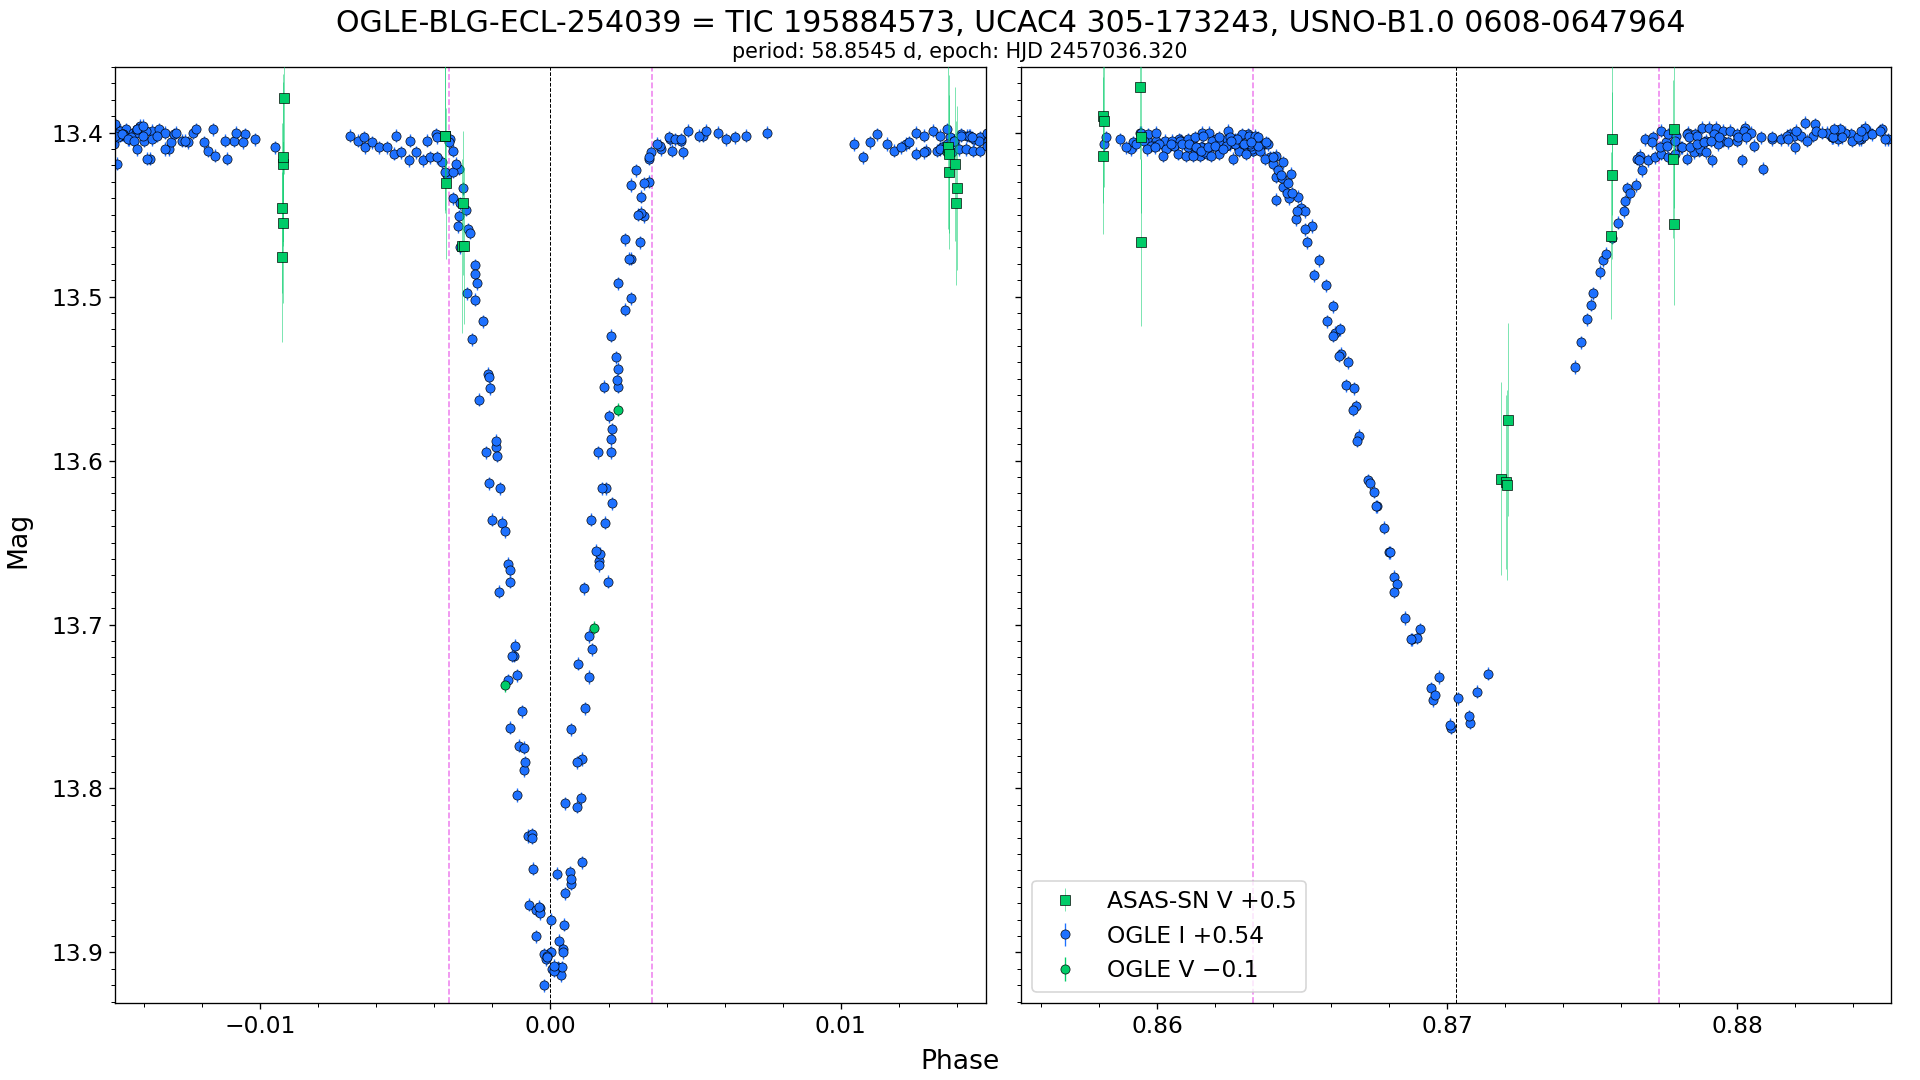 OGLE-BLG-ECL-254039 = TIC 195884573, UCAC4 305-173243, USNO-B1.0 0608-0647964
period: 58.8545 d, epoch: HJD 2457036.320
13.4
13.5
13.6
13.7
13.8
13.9
Mag
ASAS-SN V +0.5
OGLE I +0.54
OGLE V −0.1
−0.01
0.00
0.01
0.86
0.87
0.88
Phase